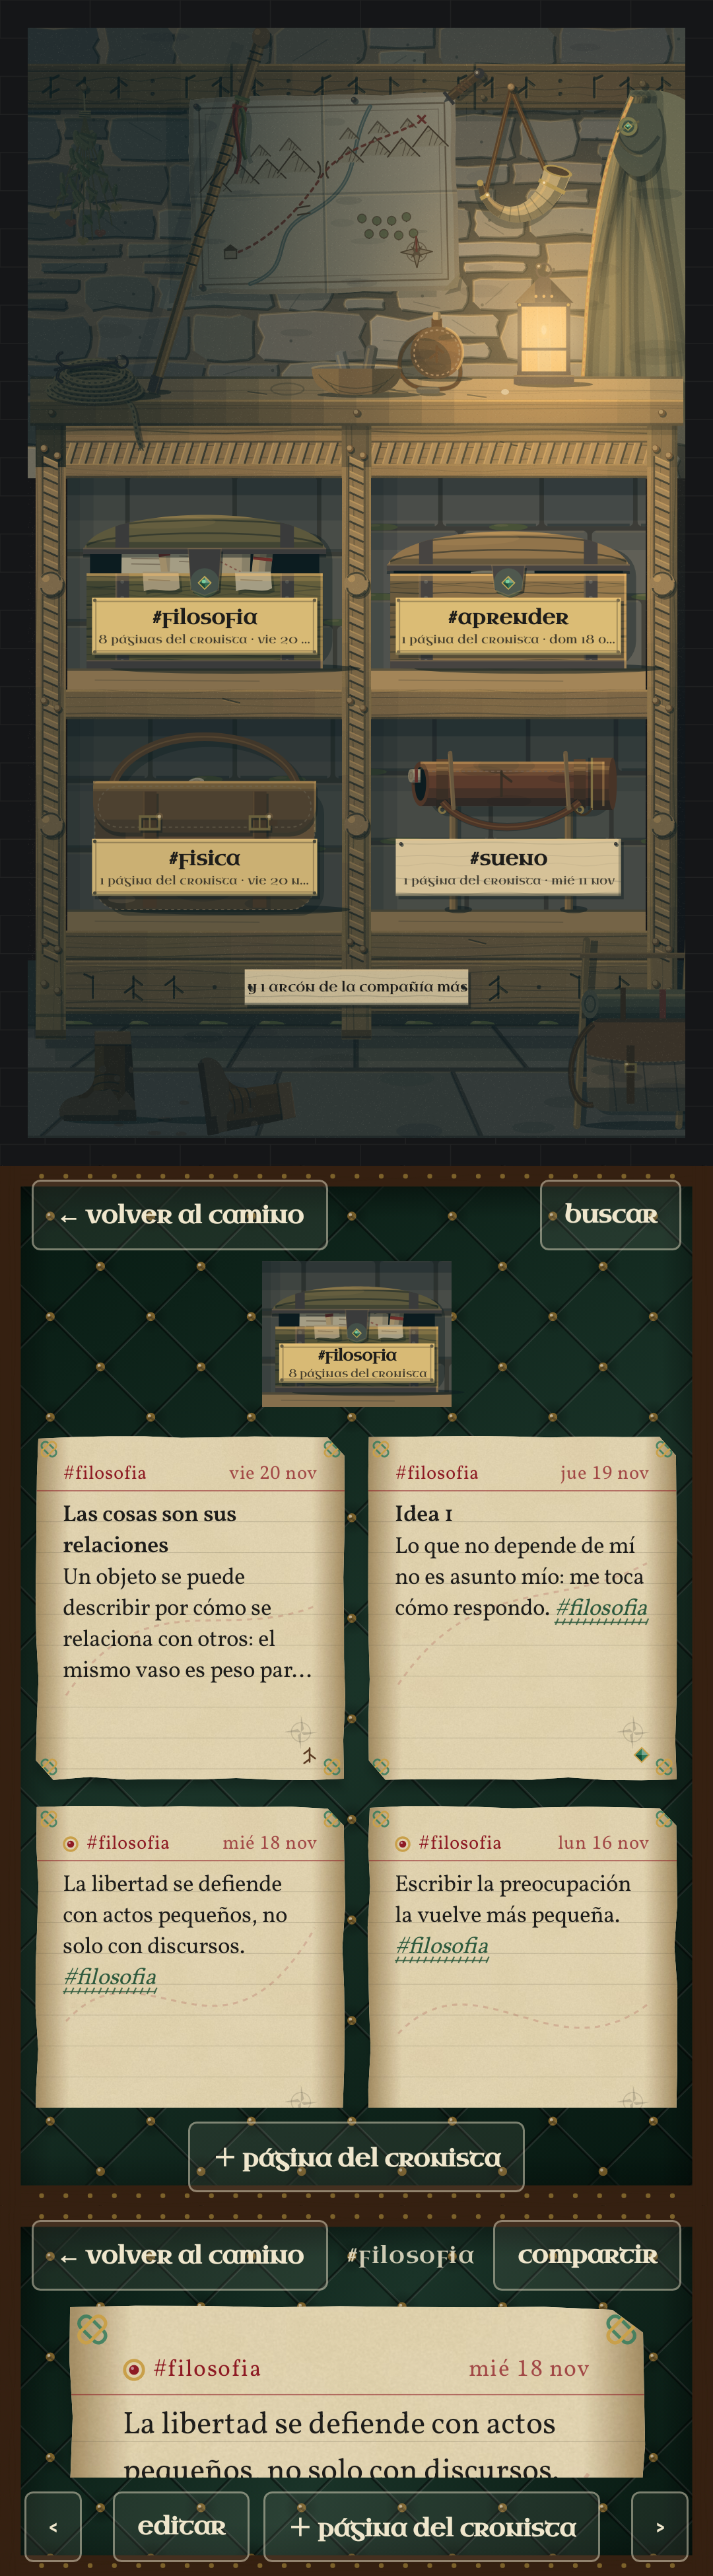 #filosofia
8 páginas del cronista · vie 20 ...
#aprender
1 página del cronista · dom 18 o...
#fisica
1 página del cronista · vie 20 n...
#sueno
1 página del cronista · mié 11 nov
y 1 arcón de la compañía más
← volver al camino
buscar
#filosofia
8 páginas del cronista
#filosofia
vie 20 nov
Las cosas son sus
relaciones
Un objeto se puede
describir por cómo se
relaciona con otros: el
mismo vaso es peso par...
#filosofia
jue 19 nov
Idea 1
Lo que no depende de mí
no es asunto mío: me toca
cómo respondo. #filosofia
#filosofia
mié 18 nov
La libertad se defiende
con actos pequeños, no
solo con discursos.
#filosofia
#filosofia
lun 16 nov
Escribir la preocupación
la vuelve más pequeña.
#filosofia
+ página del cronista
← volver al camino
#filosofia
compartir
#filosofia
mié 18 nov
La libertad se defiende con actos
pequeños, no solo con discursos.
<
editar
+ página del cronista
>